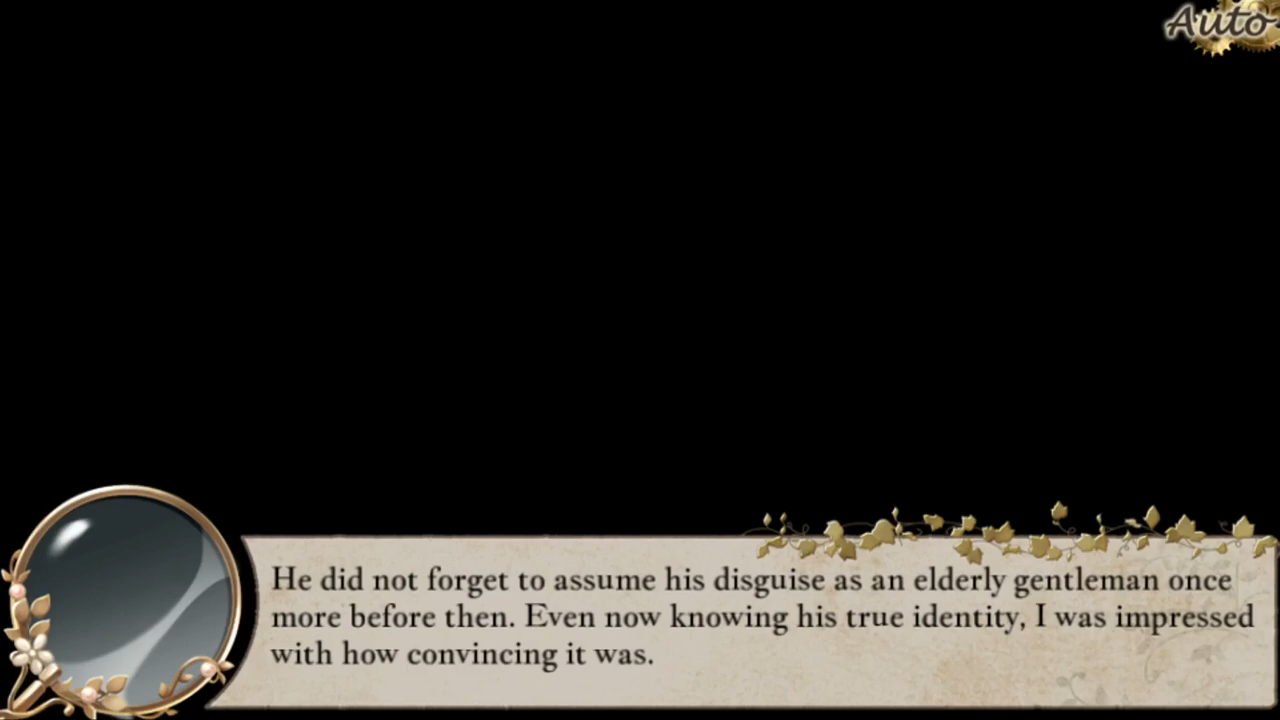 Auto
He did not forget to assume his disguise as an elderly gentleman once
more before then. Even now knowing his true identity, I was impressed
with how convincing it was.